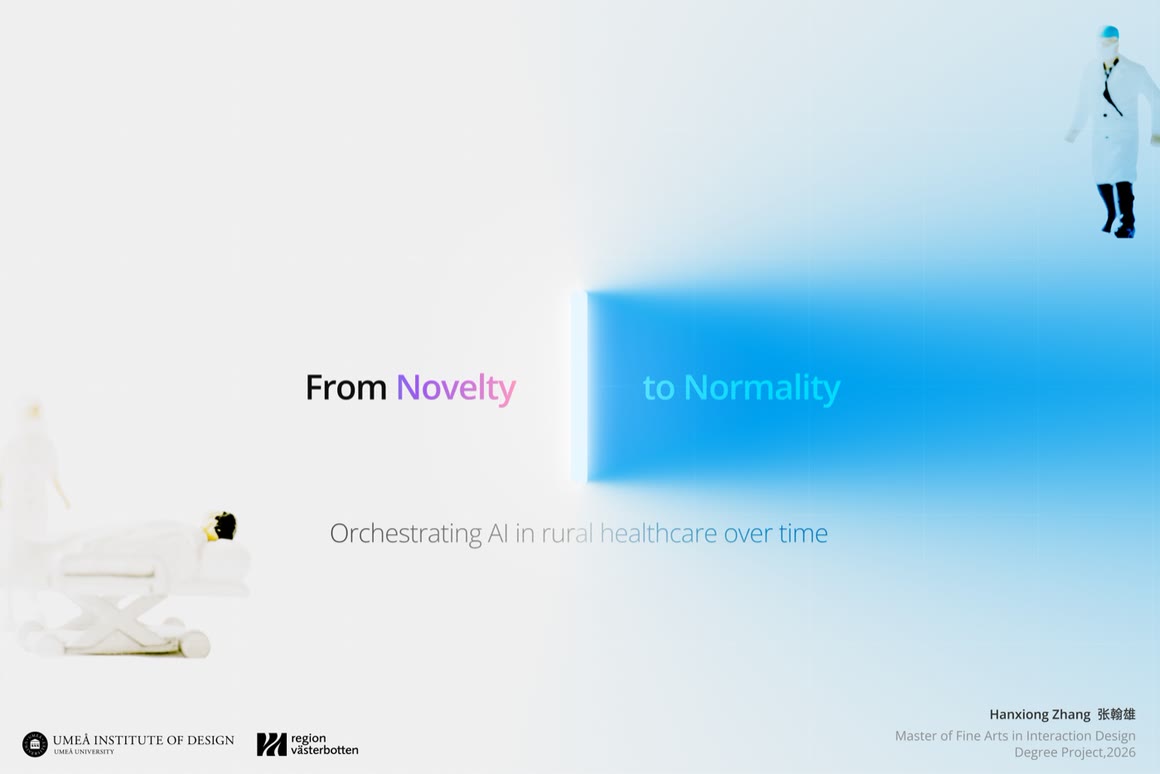 From Novelty to Normality
Orchestrating AI in rural healthcare over time
UMEÅ INSTITUTE OF DESIGN
UMEÅ UNIVERSITY
region
västerbotten
Hanxiong Zhang 张翰雄
Master of Fine Arts in Interaction Design
Degree Project,2026